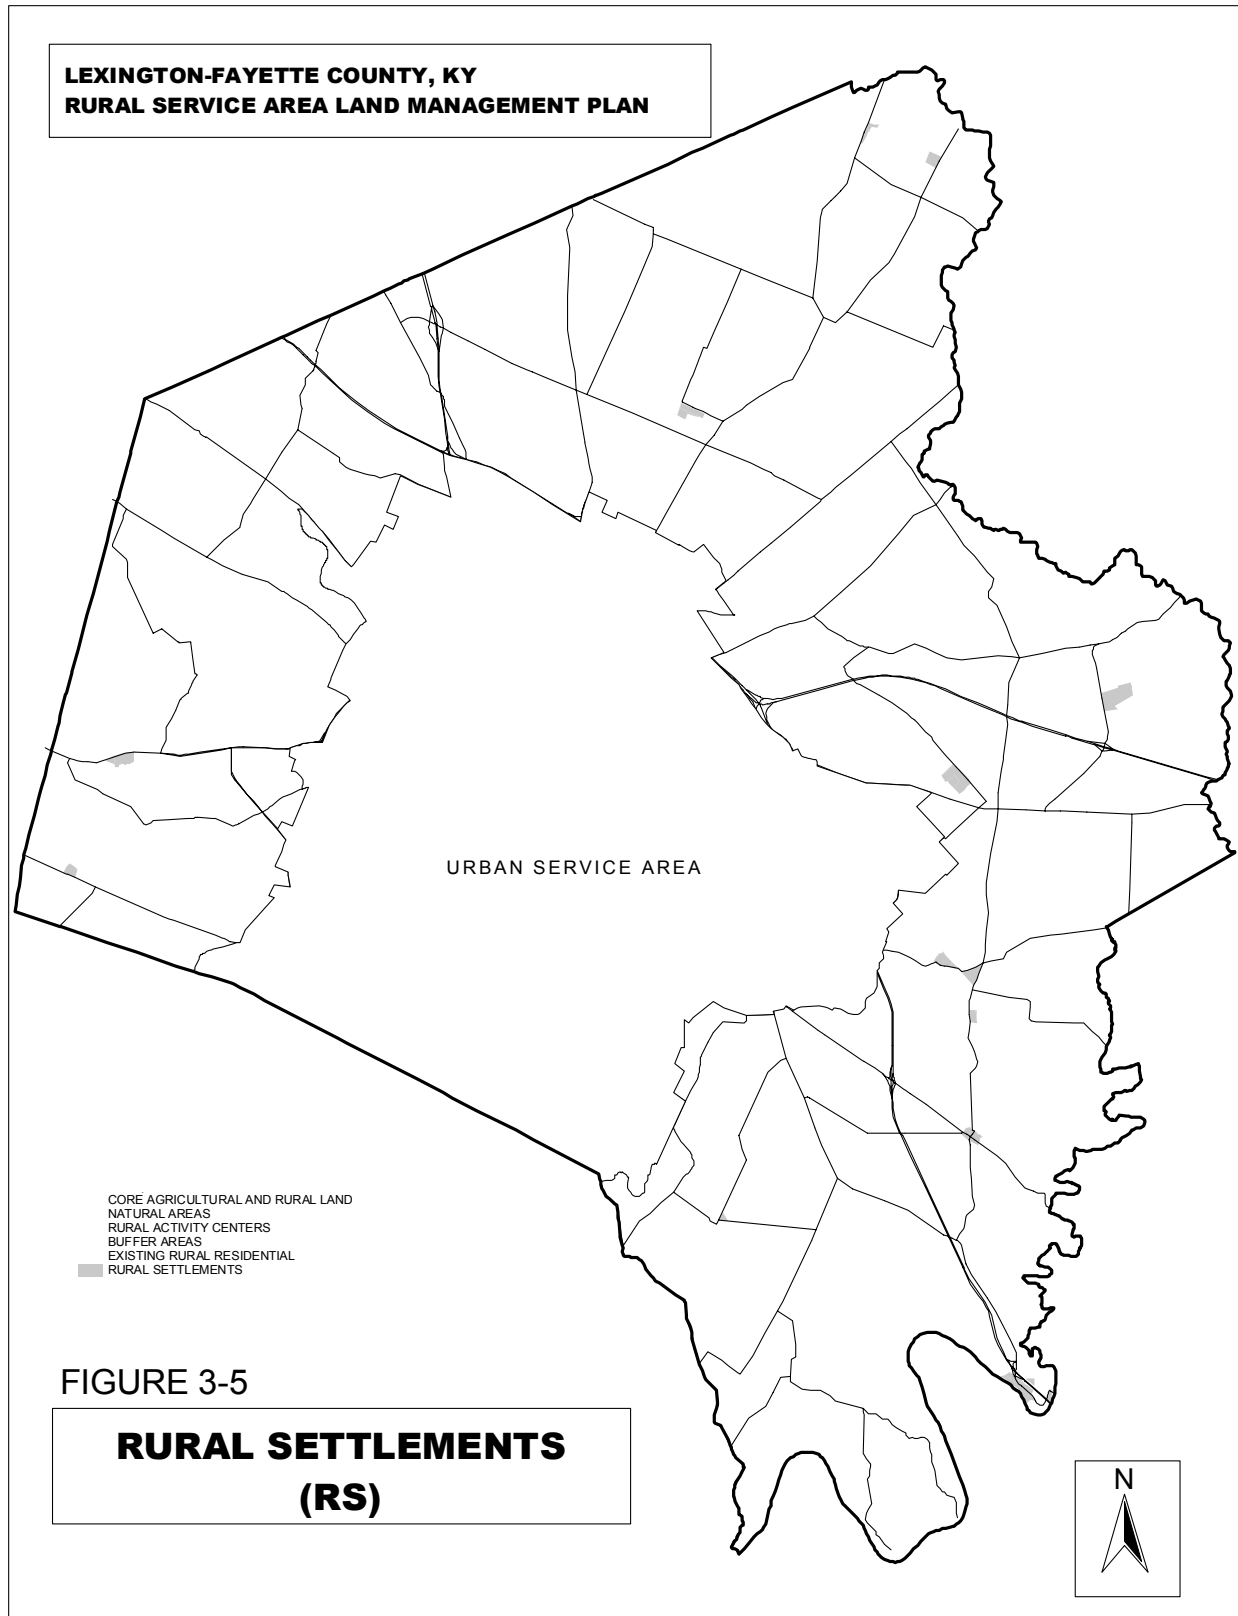 LEXINGTON-FAYETTE COUNTY, KY
RURAL SERVICE AREA LAND MANAGEMENT PLAN
URBAN SERVICE AREA
CORE AGRICULTURAL AND RURAL LAND
NATURAL AREAS
RURAL ACTIVITY CENTERS
BUFFER AREAS
EXISTING RURAL RESIDENTIAL
RURAL SETTLEMENTS
FIGURE 3-5
RURAL SETTLEMENTS
(RS)
N